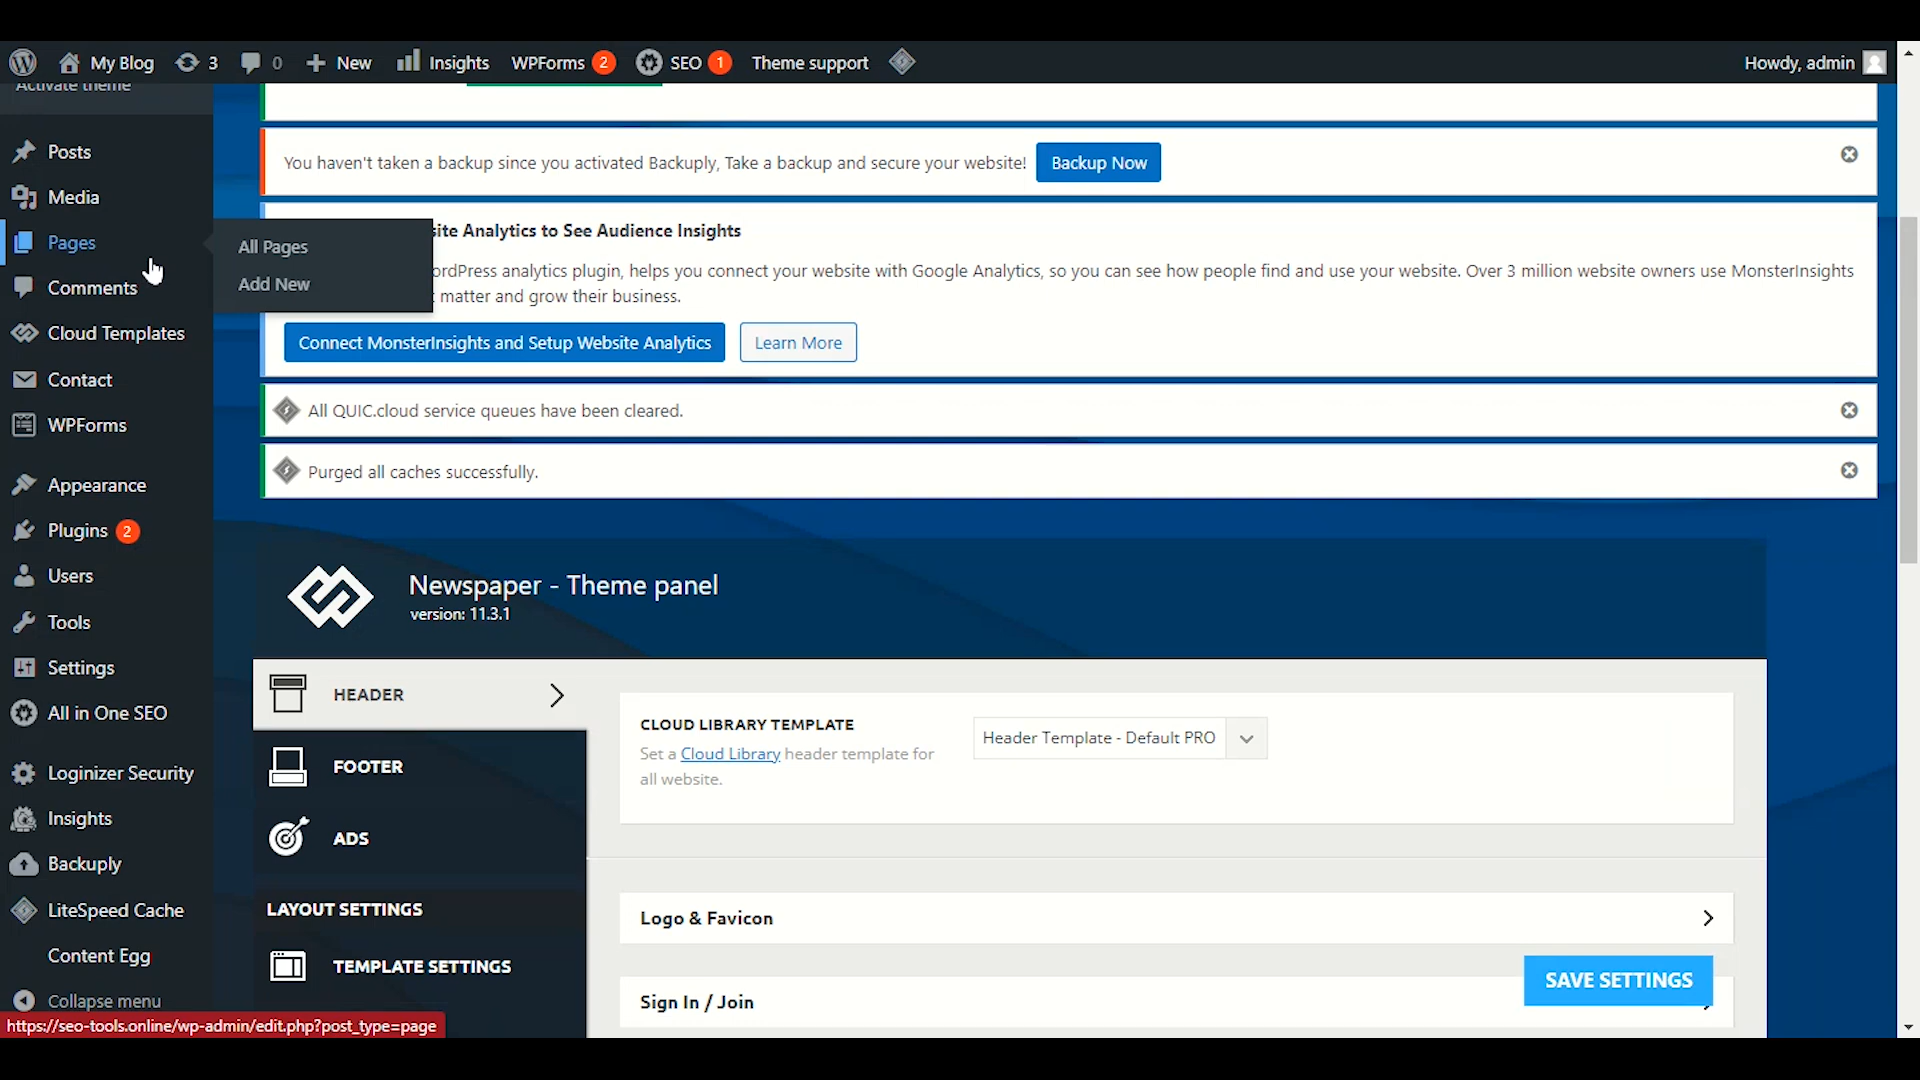 My Blog 3 0 New Insights WPForms 2 SEO 1 Theme support Howdy, admin
Activate theme
Posts
Media
Pages
Comments
Cloud Templates
Contact
WPForms
Appearance
Plugins 2
Users
Tools
Settings
All in One SEO
Loginizer Security
Insights
Backuply
LiteSpeed Cache
Content Egg
Collapse menu
https://seo-tools.online/wp-admin/edit.php?post_type=page
All Pages
Add New
You haven't taken a backup since you activated Backuply, Take a backup and secure your website! Backup Now
site Analytics to See Audience Insights
ordPress analytics plugin, helps you connect your website with Google Analytics, so you can see how people find and use your website. Over 3 million website owners use MonsterInsights
matter and grow their business.
Connect MonsterInsights and Setup Website Analytics Learn More
All QUIC.cloud service queues have been cleared.
Purged all caches successfully.
Newspaper - Theme panel
version: 11.3.1
HEADER
FOOTER
ADS
LAYOUT SETTINGS
TEMPLATE SETTINGS
CLOUD LIBRARY TEMPLATE
Set a Cloud Library header template for
all website.
Header Template - Default PRO
Logo & Favicon
Sign In / Join
SAVE SETTINGS